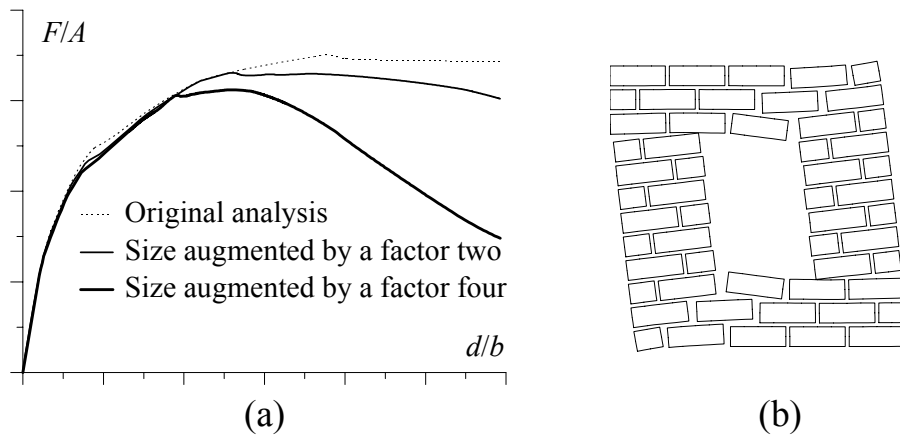 F/A
Original analysis
Size augmented by a factor two
Size augmented by a factor four
d/b
(a)
(b)